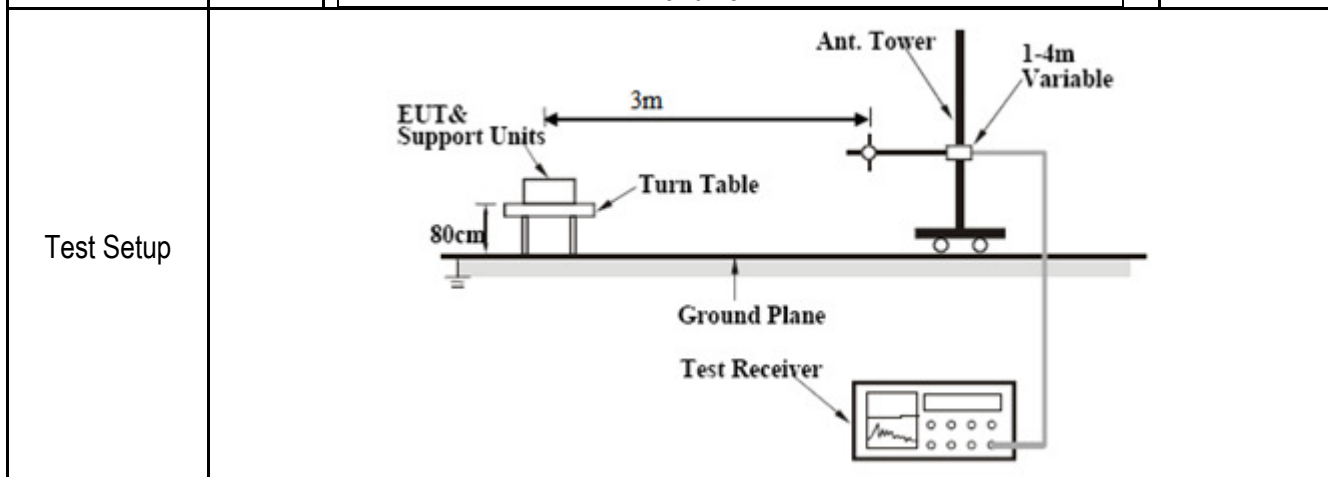 Ant. Tower
1-4m
Variable
3m
EUT&
Support Units
Turn Table
80cm
Test Setup
Ground Plane
Test Receiver